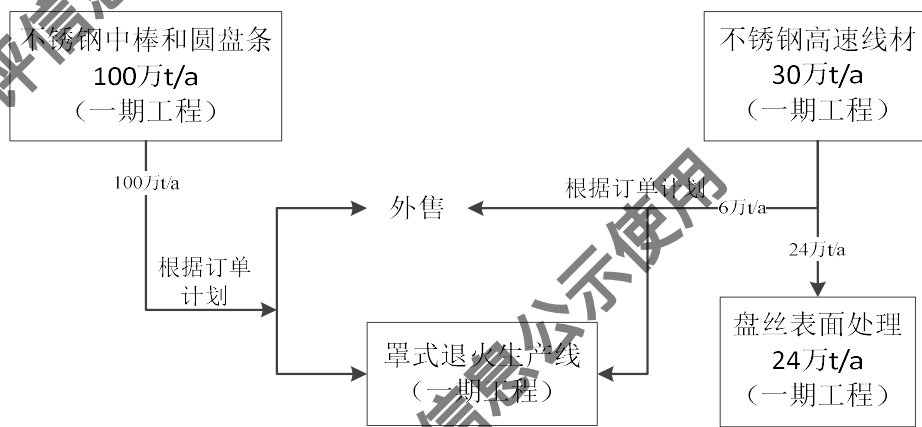 不锈钢中棒和圆盘条
100万t/a
（一期工程）
不锈钢高速线材
30万t/a
（一期工程）
100万t/a
根据订单
计划
外售
根据订单计划
6万t/a
24万t/a
罩式退火生产线
（一期工程）
盘丝表面处理
24万t/a
（一期工程）
评信息
信息公示使用